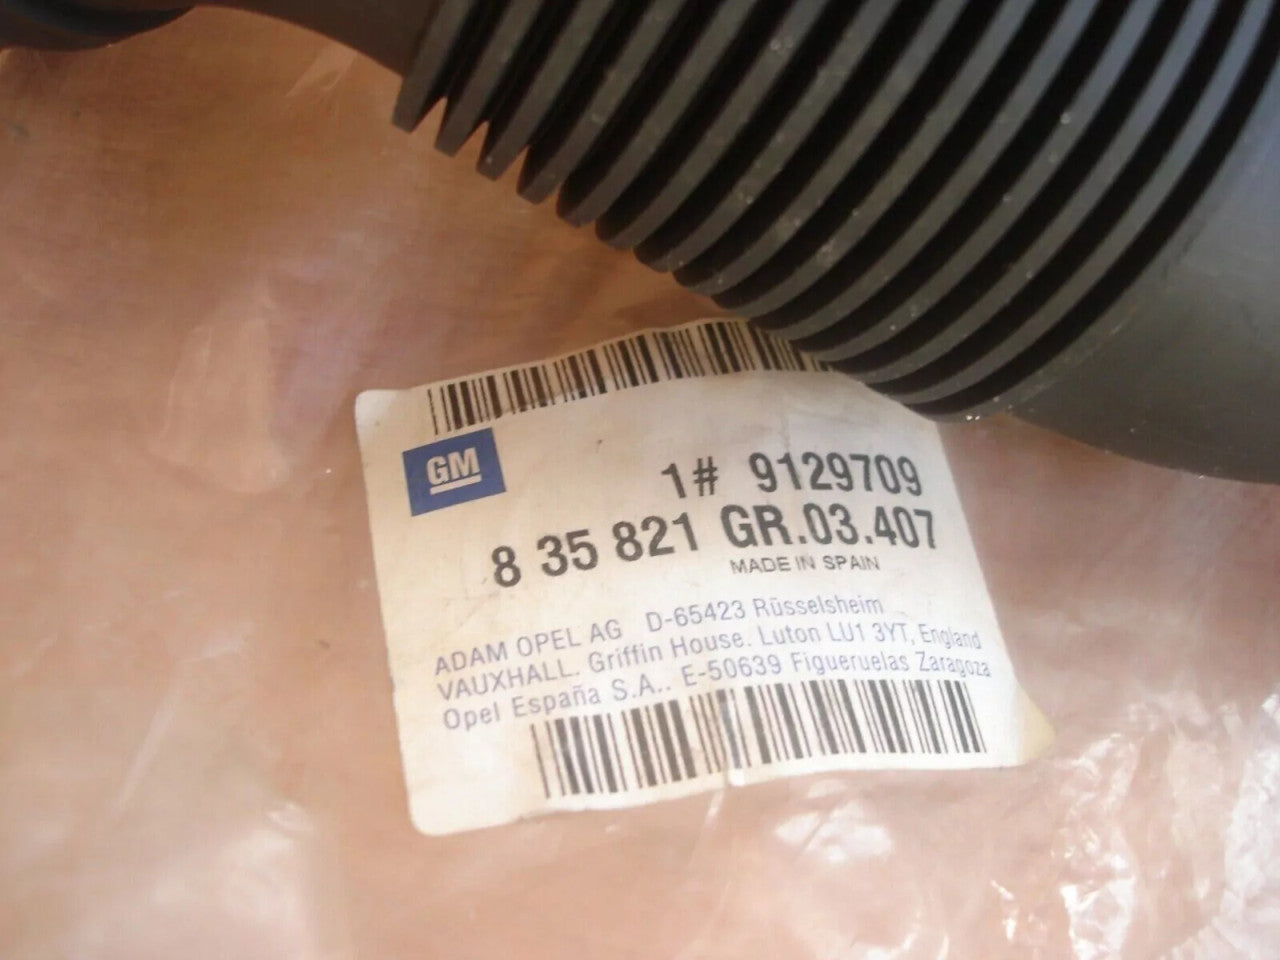 GM
1# 9129709
8 35 821 GR.03.407
MADE IN SPAIN
ADAM OPEL AG D-65423 Rüsselsheim
VAUXHALL. Griffin House. Luton LU1 3YT, England
Opel España S.A.. E-50639 Figueruelas Zaragoza